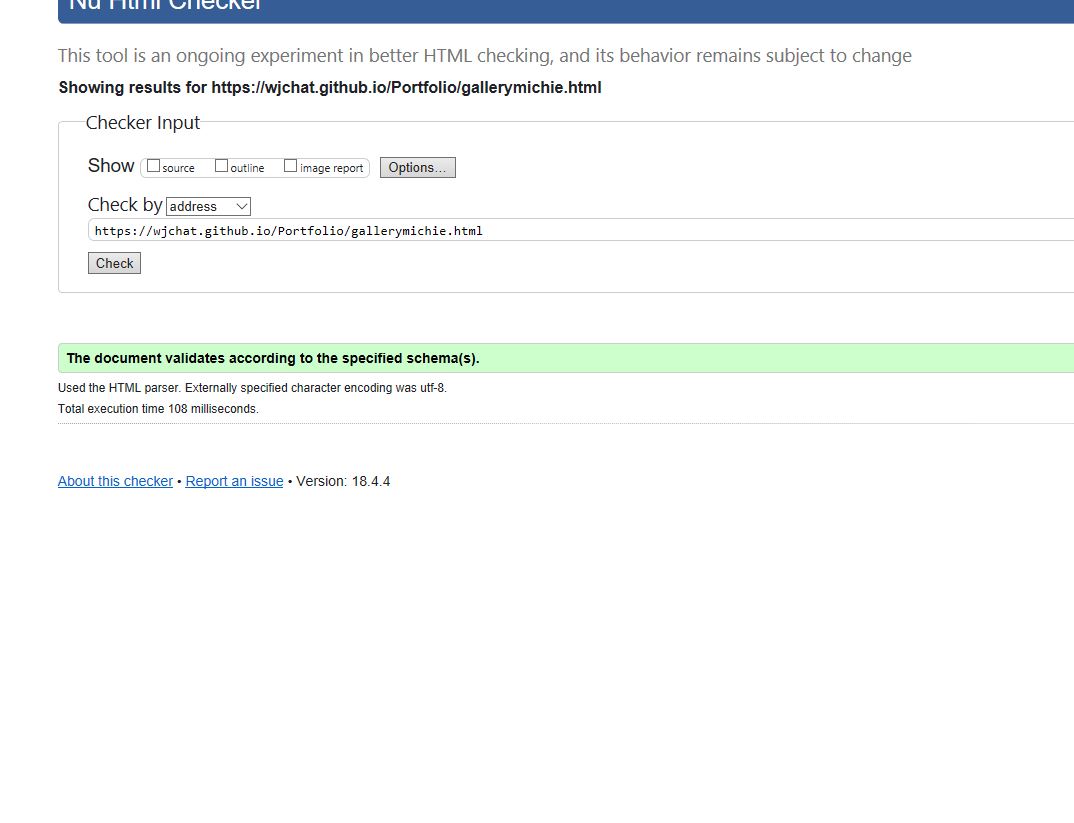 Nu Html Checker
This tool is an ongoing experiment in better HTML checking, and its behavior remains subject to change
Showing results for https://wjchat.github.io/Portfolio/gallerymichie.html
Checker Input
Show source outline image report Options...
Check by address
https://wjchat.github.io/Portfolio/gallerymichie.html
Check
The document validates according to the specified schema(s).
Used the HTML parser. Externally specified character encoding was utf-8.
Total execution time 108 milliseconds.
About this checker • Report an issue • Version: 18.4.4